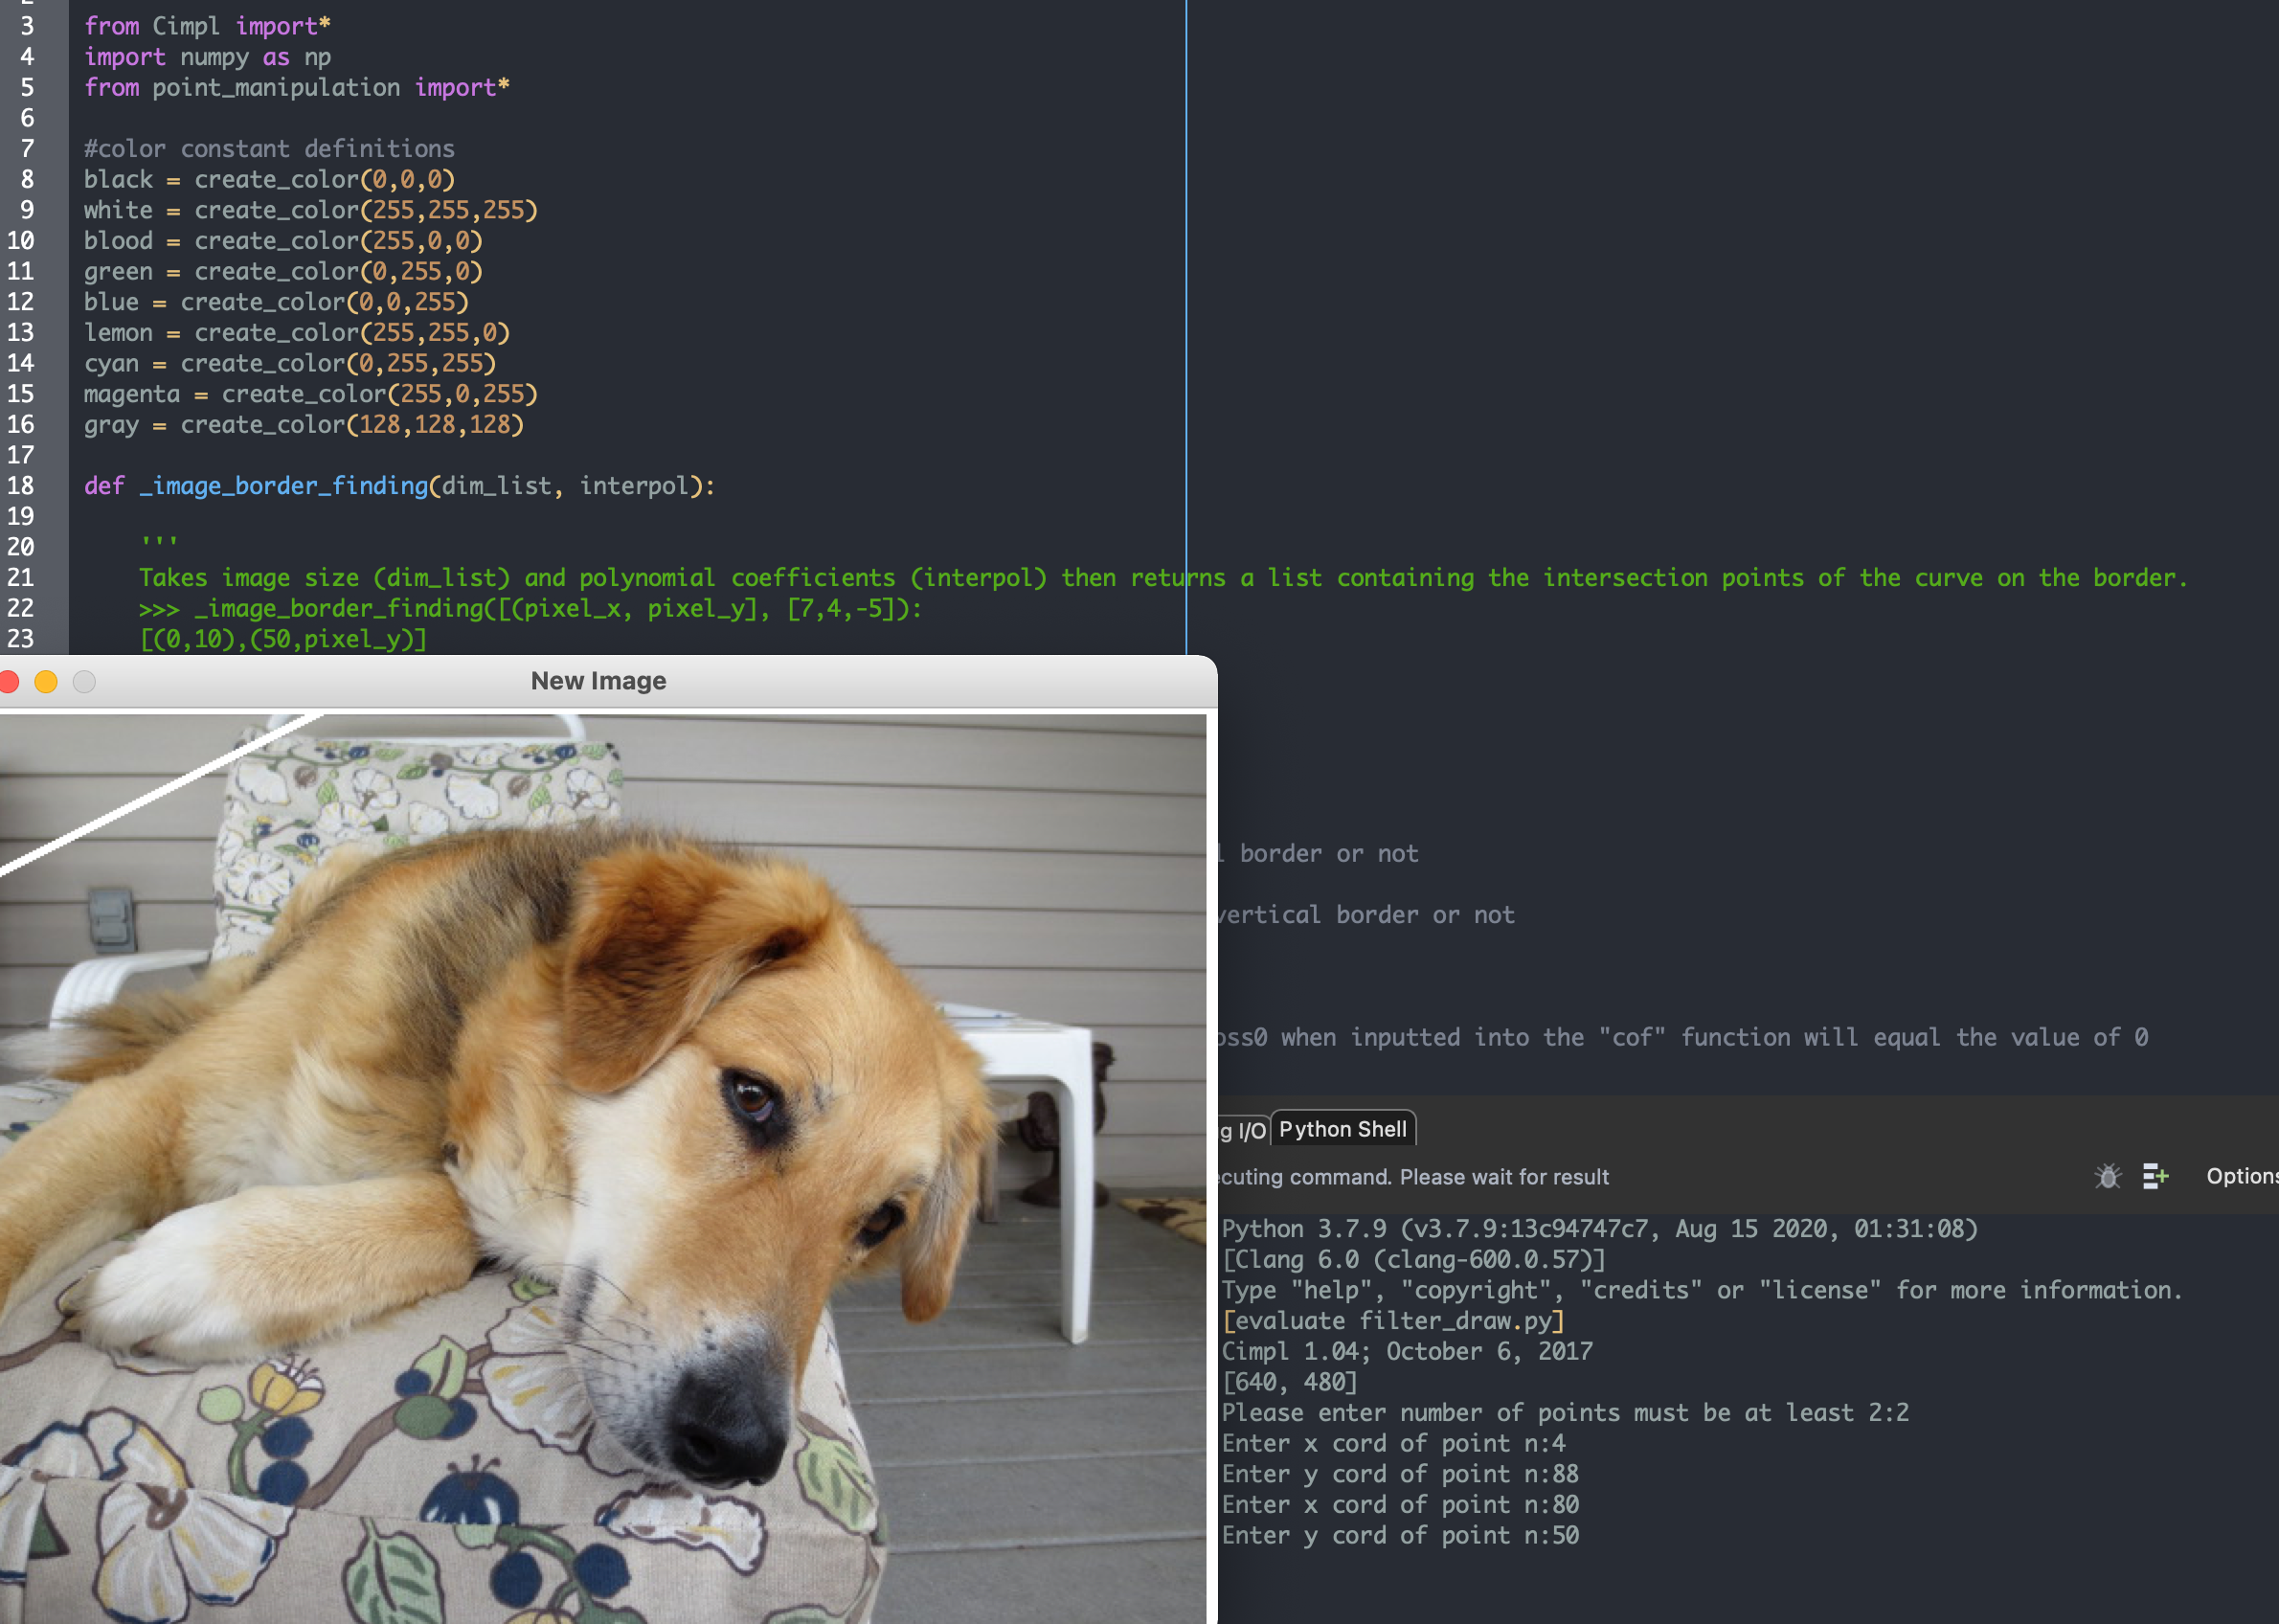 3 from Cimpl import*
4 import numpy as np
5 from point_manipulation import*
6
7 #color constant definitions
8 black = create_color(0,0,0)
9 white = create_color(255,255,255)
10 blood = create_color(255,0,0)
11 green = create_color(0,255,0)
12 blue = create_color(0,0,255)
13 lemon = create_color(255,255,0)
14 cyan = create_color(0,255,255)
15 magenta = create_color(255,0,255)
16 gray = create_color(128,128,128)
17
18 def _image_border_finding(dim_list, interpol):
19
20 '''
21 Takes image size (dim_list) and polynomial coefficients (interpol) then returns a list containing the intersection points of the curve on the border.
22 >>> _image_border_finding([(pixel_x, pixel_y], [7,4,-5]):
23 [(0,10),(50,pixel_y)]
New Image
border or not
vertical border or not
oss0 when inputted into the "cof" function will equal the value of 0
g I/O Python Shell
ecuting command. Please wait for result
Options
Python 3.7.9 (v3.7.9:13c94747c7, Aug 15 2020, 01:31:08)
[Clang 6.0 (clang-600.0.57)]
Type "help", "copyright", "credits" or "license" for more information.
[evaluate filter_draw.py]
Cimpl 1.04; October 6, 2017
[640, 480]
Please enter number of points must be at least 2:2
Enter x cord of point n:4
Enter y cord of point n:88
Enter x cord of point n:80
Enter y cord of point n:50